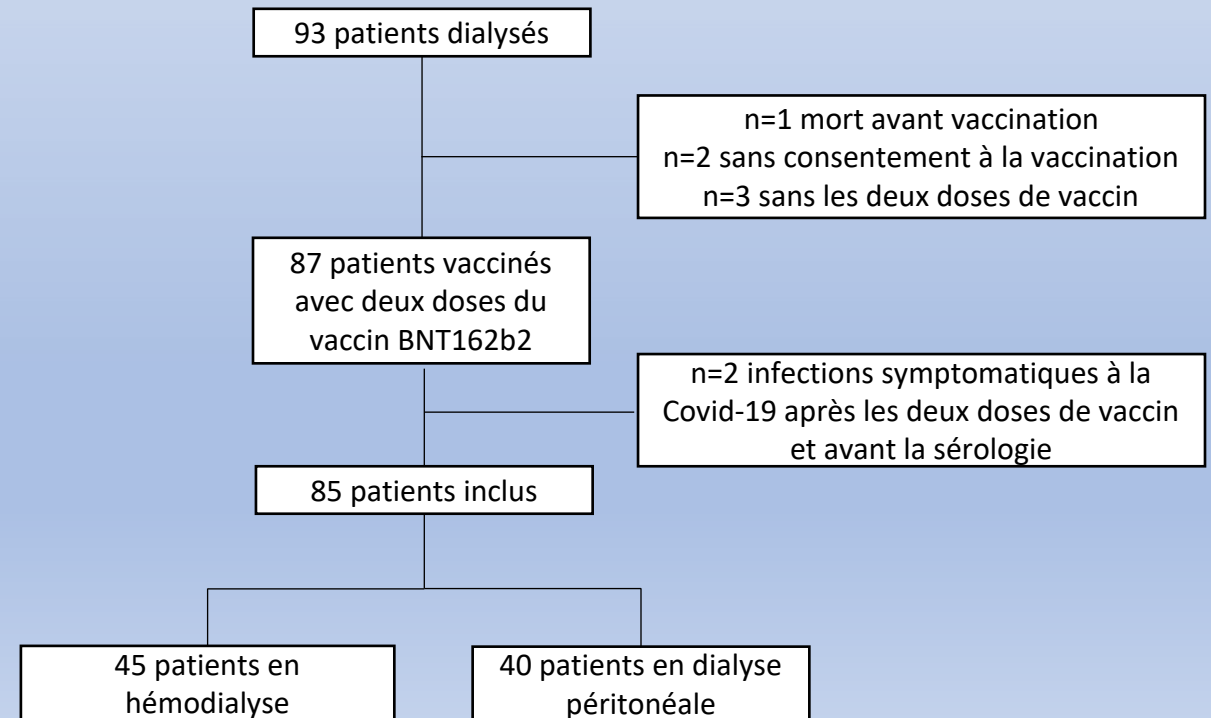 93 patients dialysés
n=1 mort avant vaccination
n=2 sans consentement à la vaccination
n=3 sans les deux doses de vaccin
87 patients vaccinés
avec deux doses du
vaccin BNT162b2
n=2 infections symptomatiques à la
Covid-19 après les deux doses de vaccin
et avant la sérologie
85 patients inclus
45 patients en
hémodialyse
40 patients en dialyse
péritonéale